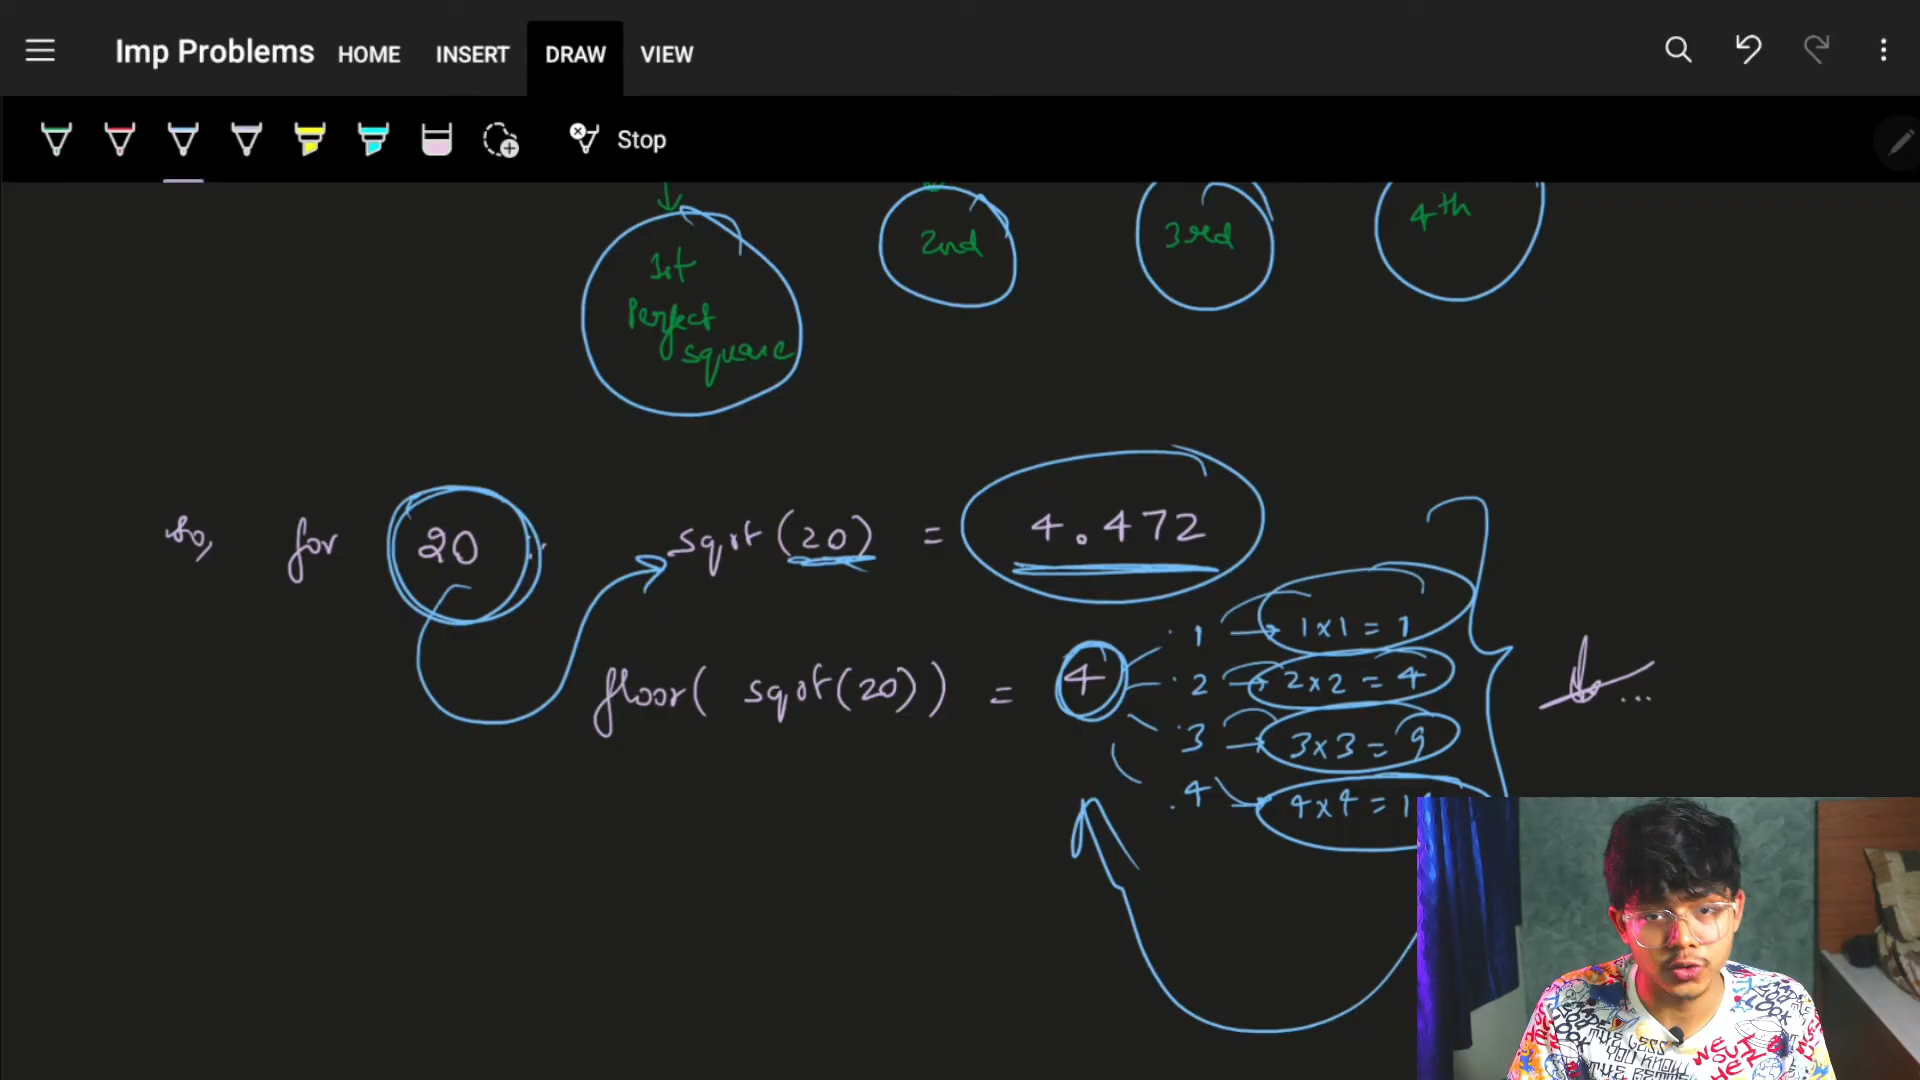 Imp Problems HOME INSERT DRAW VIEW
Stop
1st
Perfect
square
2nd
3rd
4th
so, for 20 sqrt(20) = 4.472
floor( sqrt(20)) = 4
1 → 1x1 = 1
2 → 2x2 = 4
3 → 3x3 = 9
4 → 4x4 = 1
...